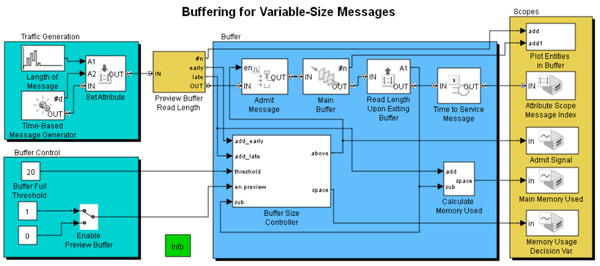 Buffering for Variable-Size Messages
Traffic Generation
Length of
Message
A1
A2
OUT
IN
Set Attribute
#d
OUT
Time-Based
Message Generator
Buffer Control
20
Buffer Full
Threshold
1
0
Enable
Preview Buffer
#n
early
late
IN
OUT
Preview Buffer
Read Length
Info
Buffer
en
IN
OUT
Admit
Message
#n
IN
OUT
Main
Buffer
A1
IN
OUT
Read Length
Upon Exiting
Buffer
IN
OUT
Time to Service
Message
add_early
add_late
threshold
en preview
sub
above
space
Buffer Size
Controller
add
sub
space
Calculate
Memory Used
Scopes
add
add1
Plot Entities
in Buffer
IN
Attribute Scope
Message Index
in
Admit Signal
in
Main Memory Used
in
Memory Usage
Decision Var.